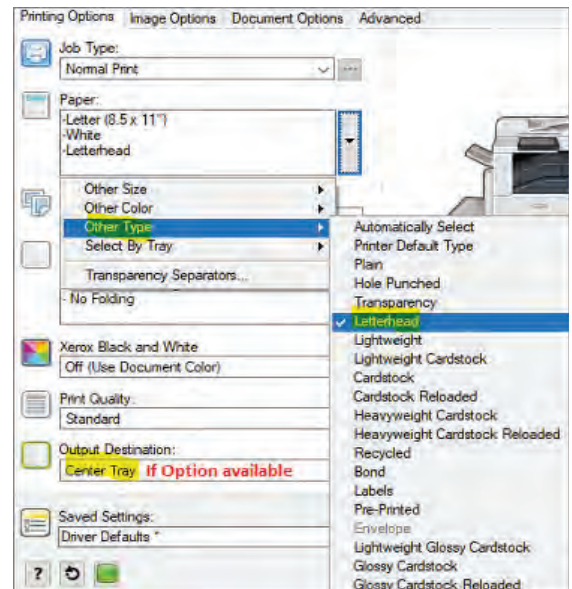 Printing Options Image Options Document Options Advanced
Job Type:
Normal Print
Paper:
-Letter (8.5 x 11")
-White
-Letterhead
Other Size
Other Color
Other Type
Select By Tray
Transparency Separators...
- No Folding
Automatically Select
Printer Default Type
Plain
Hole Punched
Transparency
Letterhead
Lightweight
Lightweight Cardstock
Cardstock
Cardstock Reloaded
Heavyweight Cardstock
Heavyweight Cardstock Reloaded
Recycled
Bond
Labels
Pre-Printed
Envelope
Lightweight Glossy Cardstock
Glossy Cardstock
Glossy Cardstock Reloaded
Xerox Black and White
Off (Use Document Color)
Print Quality:
Standard
Output Destination:
Center Tray If Option available
Saved Settings:
Driver Defaults *
?